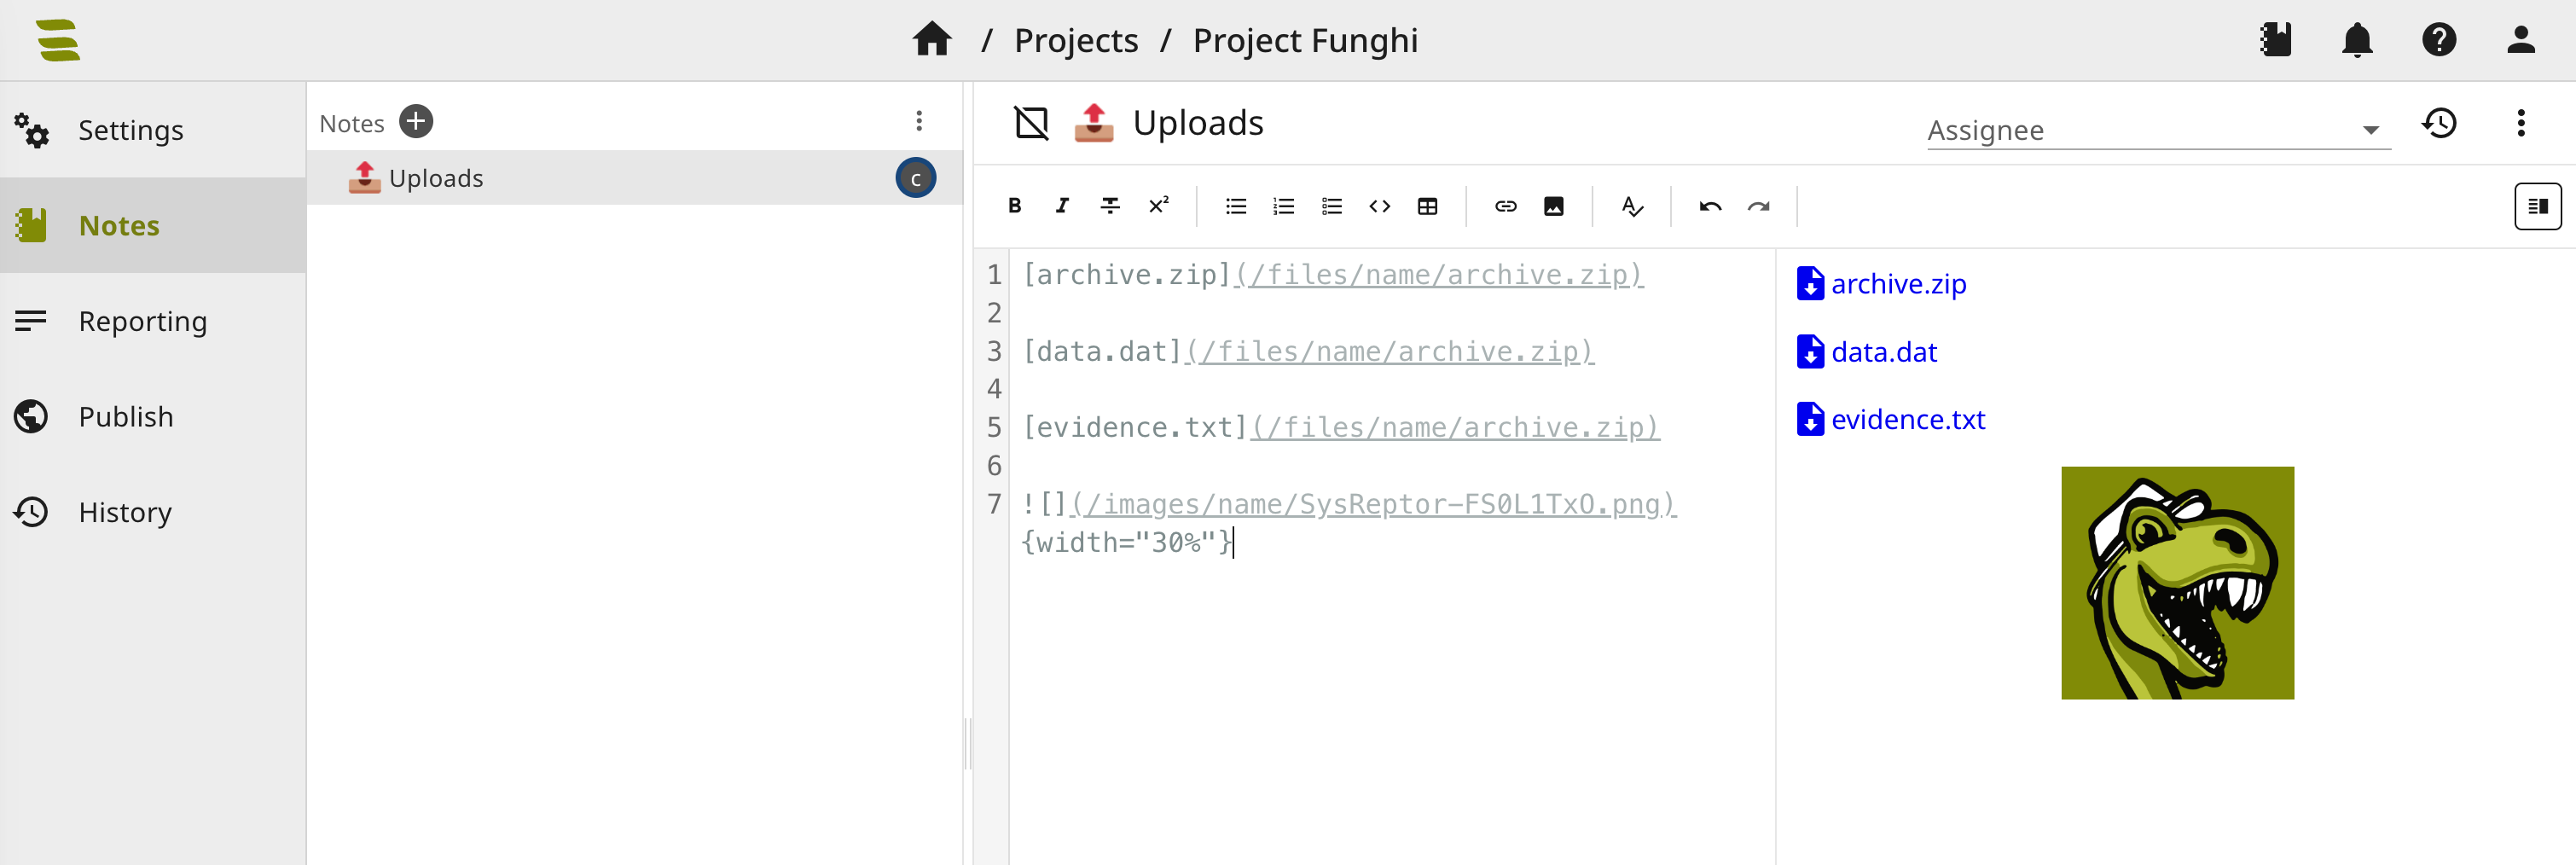 / Projects / Project Funghi
Settings
Notes
Reporting
Publish
History
Notes
Uploads
c
Uploads
Assignee
1 [archive.zip](/files/name/archive.zip)
2
3 [data.dat](/files/name/archive.zip)
4
5 [evidence.txt](/files/name/archive.zip)
6
7 ![](/images/name/SysReptor-FS0L1TxO.png)
{width="30%"}
archive.zip
data.dat
evidence.txt